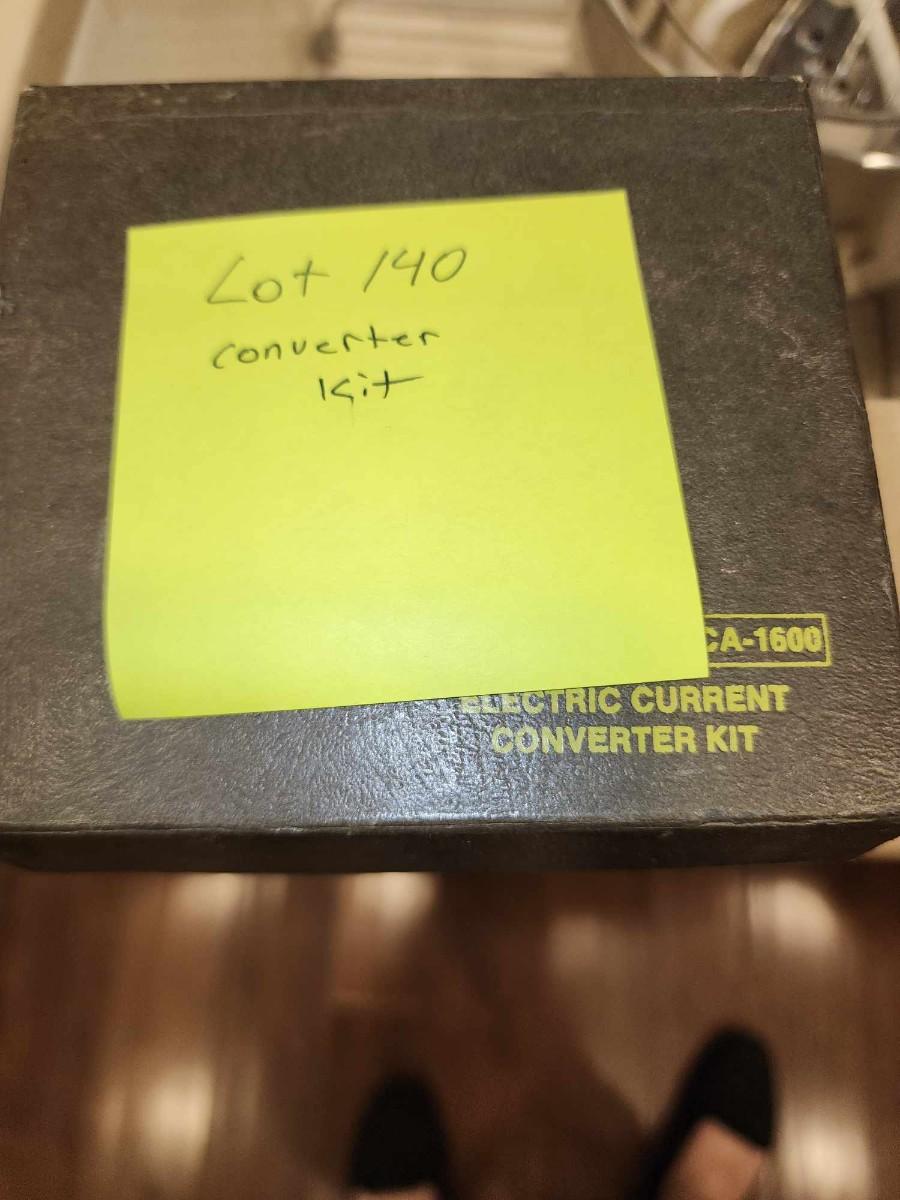 Lot 140
converter
Kit
CA-1600
ELECTRIC CURRENT
CONVERTER KIT